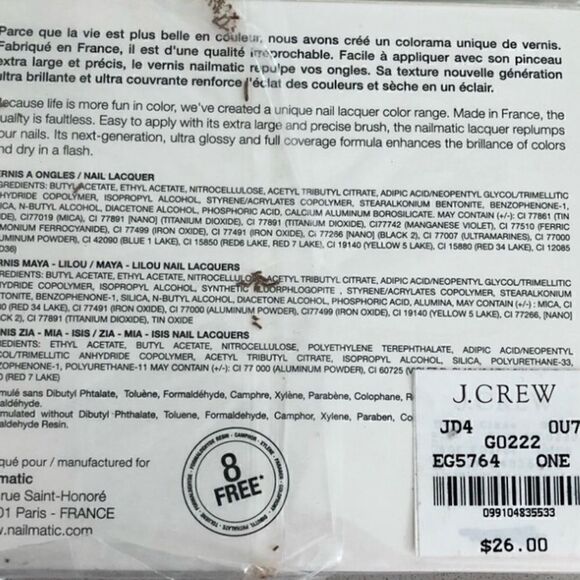 Parce que la vie est plus belle en couleur, nous avons créé un colorama unique de vernis.
Fabriqué en France, il est d'une qualité irréprochable. Facile à appliquer avec son pinceau
extra large et précis, le vernis nailmatic repulpe vos ongles. Sa texture nouvelle génération
ultra brillante et ultra couvrante renforce l'éclat des couleurs et sèche en un éclair.
Because life is more fun in color, we've created a unique nail lacquer color range. Made in France, the
quality is faultless. Easy to apply with its extra large and precise brush, the nailmatic lacquer replumps
your nails. Its next-generation, ultra glossy and full coverage formula enhances the brilliance of colors
and dry in a flash.
VERNIS A ONGLES / NAIL LACQUER
INGREDIENTS: BUTYL ACETATE, ETHYL ACETATE, NITROCELLULOSE, ACETYL TRIBUTYL CITRATE, ADIPIC ACID/NEOPENTYL GLYCOL/TRIMELLITIC
ANHYDRIDE COPOLYMER, ISOPROPYL ALCOHOL, STYRENE/ACRYLATES COPOLYMER, STEARALKONIUM BENTONITE, BENZOPHENONE-1,
SILICA, N-BUTYL ALCOHOL, DIACETONE ALCOHOL, PHOSPHORIC ACID, CALCIUM ALUMINUM BOROSILICATE. MAY CONTAIN (+/-): CI 77861 (TIN
OXIDE), CI77019 (MICA), CI 77891 [NANO] (TITANIUM DIOXIDE), CI 77891 (TITANIUM DIOXIDE), CI77742 (MANGANESE VIOLET), CI 77510 (FERRIC
AMMONIUM FERROCYANIDE), CI 77499 (IRON OXIDE), CI 77491 (IRON OXIDE), CI 77266 [NANO] (BLACK 2), CI 77007 (ULTRAMARINES), CI 77000
(ALUMINUM POWDER), CI 42090 (BLUE 1 LAKE), CI 15850 (RED6 LAKE, RED 7 LAKE), CI 19140 (YELLOW 5 LAKE), CI 15880 (RED 34 LAKE), CI 12085
VERNIS MAYA - LILOU / MAYA - LILOU NAIL LACQUERS
INGREDIENTS: BUTYL ACETATE, ETHYL ACETATE, NITROCELLULOSE, ACETYL TRIBUTYL CITRATE, ADIPIC ACID/NEOPENTYL GLYCOL/TRIMELLITIC
ANHYDRIDE COPOLYMER, ISOPROPYL ALCOHOL, SYNTHETIC FLUORPHLOGOPITE, STYRENE/ACRYLATES COPOLYMER, STEARALKONIUM
BENTONITE, BENZOPHENONE-1, SILICA, N-BUTYL ALCOHOL, DIACETONE ALCOHOL, PHOSPHORIC ACID, ALUMINA, MAY CONTAIN (+/-) : MICA, CI
(RED 34 LAKE), CI 77491 (IRON OXIDE), CI 77000 (ALUMINUM POWDER), CI77499 (IRON OXIDE), CI 19140 (YELLOW 5 LAKE), CI 77266 [NANO]
(BLACK 2), CI 77891 (TITANIUM DIOXIDE), TIN OXIDE
VERNIS ZIA - MIA - ISIS / ZIA - MIA - ISIS NAIL LACQUERS
INGREDIENTS: ETHYL ACETATE, BUTYL ACETATE, NITROCELLULOSE, POLYETHYLENE TEREPHTHALATE, ADIPIC ACID/NEOPENTYL
GLYCOL/TRIMELLITIC ANHYDRIDE COPOLYMER, ACETYL TRIBUTYL CITRATE, ISOPROPYL ALCOHOL, SILICA, POLYURETHANE-33,
BENZOPHENONE-1, POLYURETHANE-11 MAY CONTAIN (+/-): CI 77 000 (ALUMINUM POWDER), CI 60725
(RED 7 LAKE)
Formulé sans Dibutyl Phtalate, Toluène, Formaldéhyde, Camphre, Xylène, Parabène, Colophane,
Formaldéhyde.
Formulated without Dibutyl Phthalate, Toluene, Formaldehyde, Camphor, Xylene, Paraben,
Formaldehyde Resin.
Fabriqué pour / manufactured for
nailmatic
rue Saint-Honoré
01 Paris - FRANCE
www.nailmatic.com
8
FREE*
FORMALDEHYDE RESIN - CAMPHOR - XYLENE - PARABEN - COLOPHONY - DIBUTYL PHTHALATE - TOLUENE - FORMALDEHYDE
J.CREW
JD4 0U7
G0222
EG5764 ONE
099104835533
$26.00